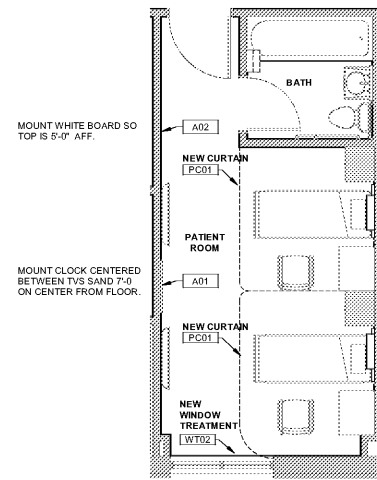 BATH
MOUNT WHITE BOARD SO
TOP IS 5'-0" AFF.
A02
NEW CURTAIN
PC01
PATIENT
ROOM
MOUNT CLOCK CENTERED
BETWEEN TVS SAND 7'-0
ON CENTER FROM FLOOR.
A01
NEW CURTAIN
PC01
NEW
WINDOW
TREATMENT
WT02